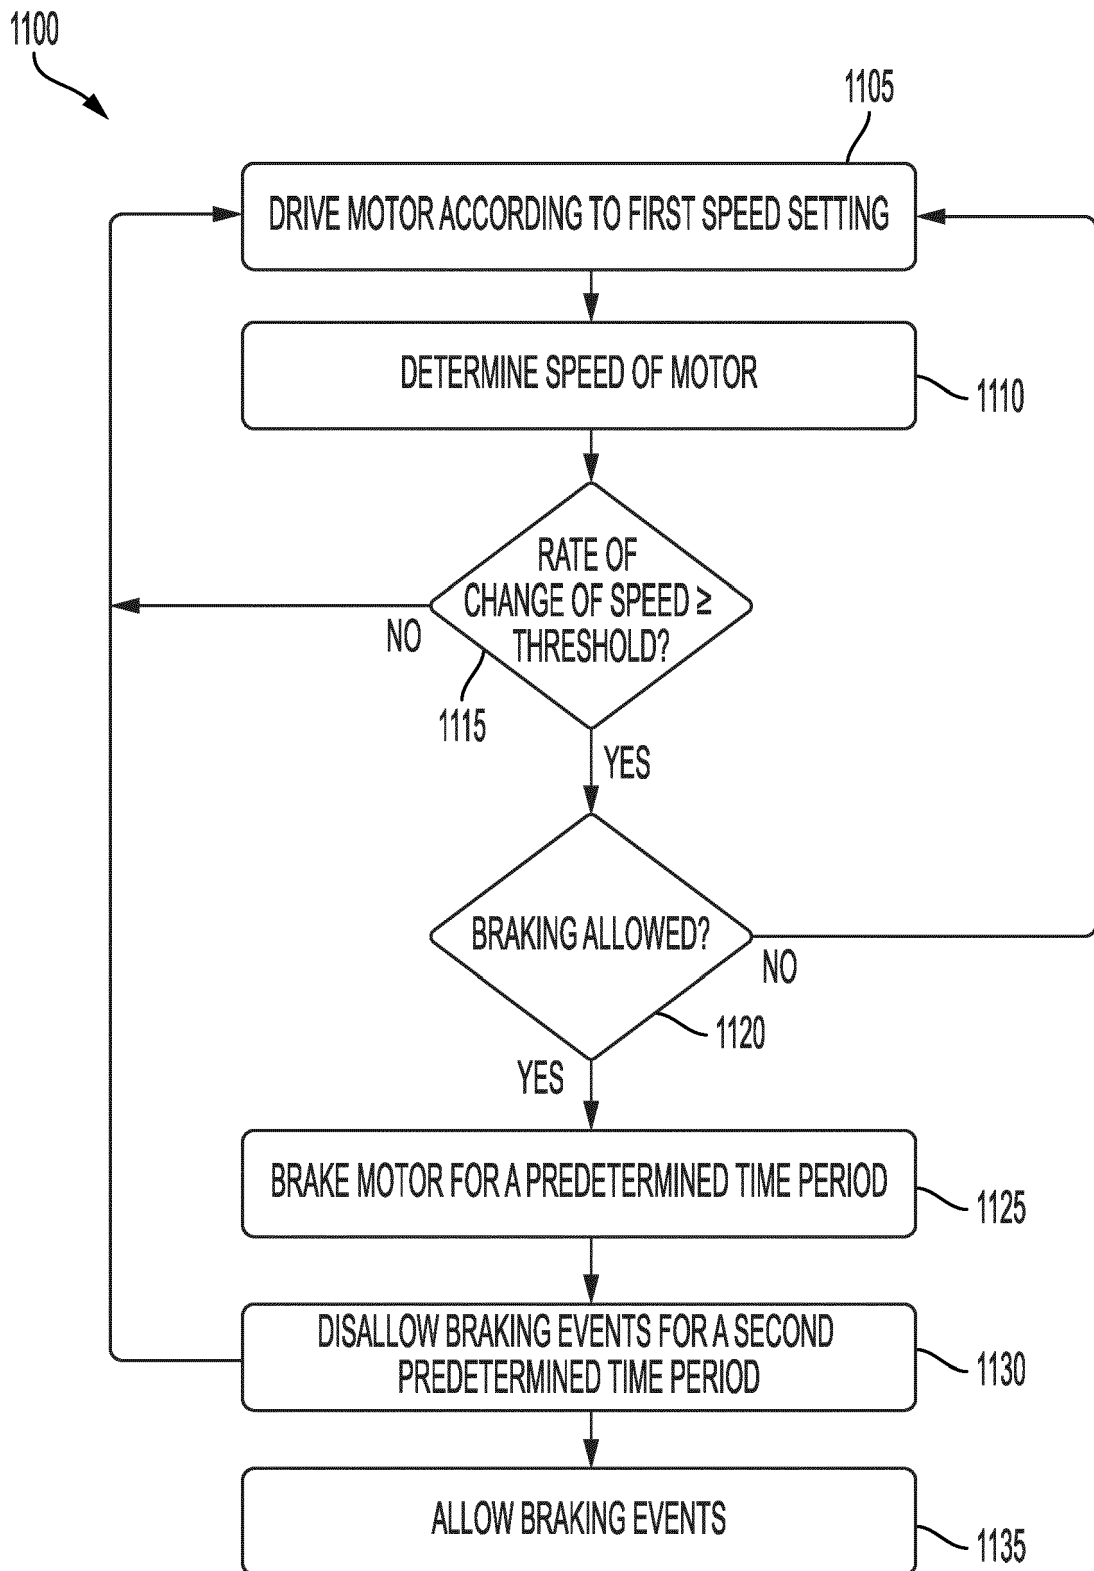 1100
1105
DRIVE MOTOR ACCORDING TO FIRST SPEED SETTING
DETERMINE SPEED OF MOTOR
1110
RATE OF
CHANGE OF SPEED ≥
THRESHOLD?
NO
1115
YES
BRAKING ALLOWED?
NO
1120
YES
BRAKE MOTOR FOR A PREDETERMINED TIME PERIOD
1125
DISALLOW BRAKING EVENTS FOR A SECOND
PREDETERMINED TIME PERIOD
1130
ALLOW BRAKING EVENTS
1135